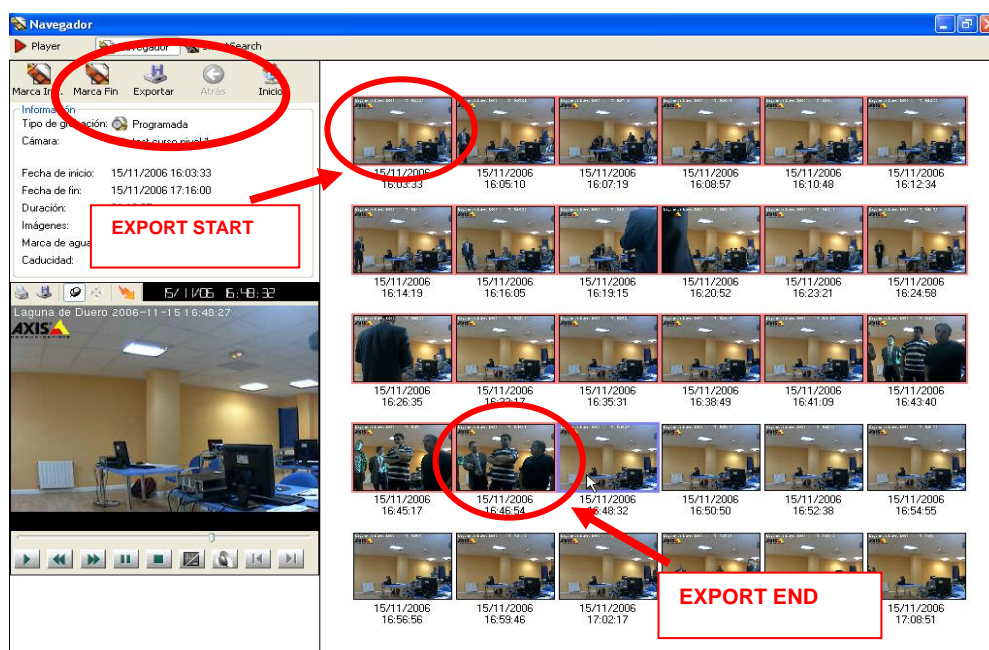 Navegador
Player
SmartSearch
Marca Fin Exportar Atrás Inicio
Información
Tipo de grabación: Programada
Cámara:
Fecha de inicio: 15/11/2006 16:03:33
Fecha de fin: 15/11/2006 17:16:00
Duración:
Imágenes:
Marca de agua
Caducidad:
EXPORT START
15/11/06 16:48:32
Laguna de Duero 2006-11-15 16:48:27
AXIS
COMMUNICATIONS
15/11/2006 15/11/2006 15/11/2006 15/11/2006 15/11/2006 15/11/2006
16:03:33 16:05:10 16:07:19 16:08:57 16:10:48 16:12:34
15/11/2006 15/11/2006 15/11/2006 15/11/2006 15/11/2006 15/11/2006
16:14:19 16:16:05 16:19:15 16:20:52 16:23:21 16:24:58
15/11/2006 15/11/2006 15/11/2006 15/11/2006 15/11/2006 15/11/2006
16:26:35 16:35:31 16:38:49 16:41:09 16:43:40
15/11/2006 15/11/2006 15/11/2006 15/11/2006 15/11/2006 15/11/2006
16:45:17 16:46:54 16:48:32 16:50:50 16:52:38 16:54:55
15/11/2006 15/11/2006 15/11/2006 15/11/2006
16:56:56 16:59:46 17:02:17 17:08:51
EXPORT END